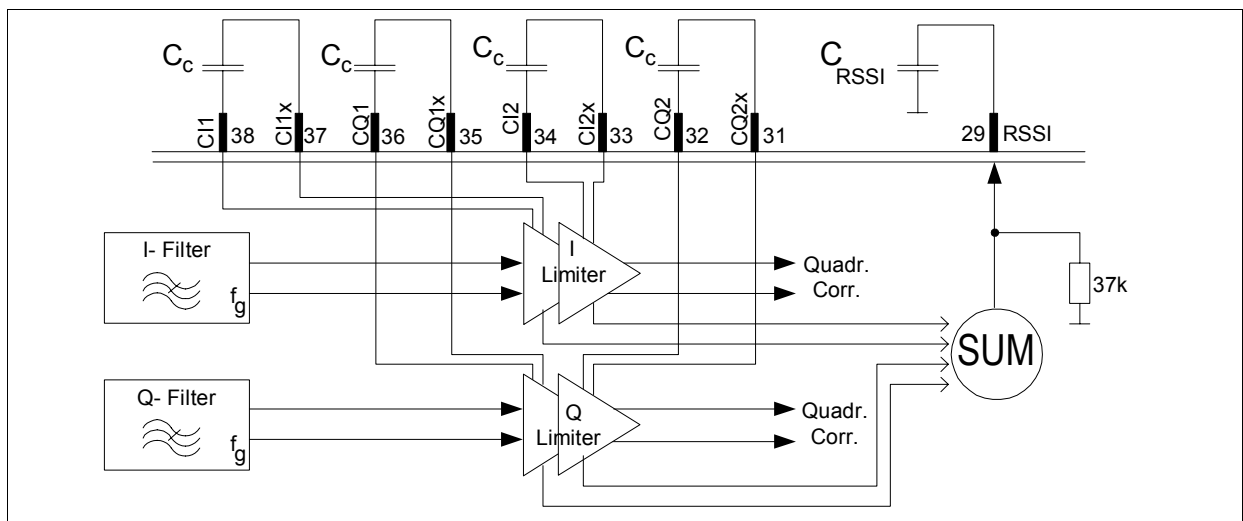 Cc Cc Cc Cc C RSSI
CI1 38 CI1x 37 CQ1 36 CQ1x 35 CI2 34 CI2x 33 CQ2 32 CQ2x 31 29 RSSI
I- Filter
fg
I
Limiter
Quadr.
Corr.
37k
SUM
Q- Filter
fg
Q
Limiter
Quadr.
Corr.